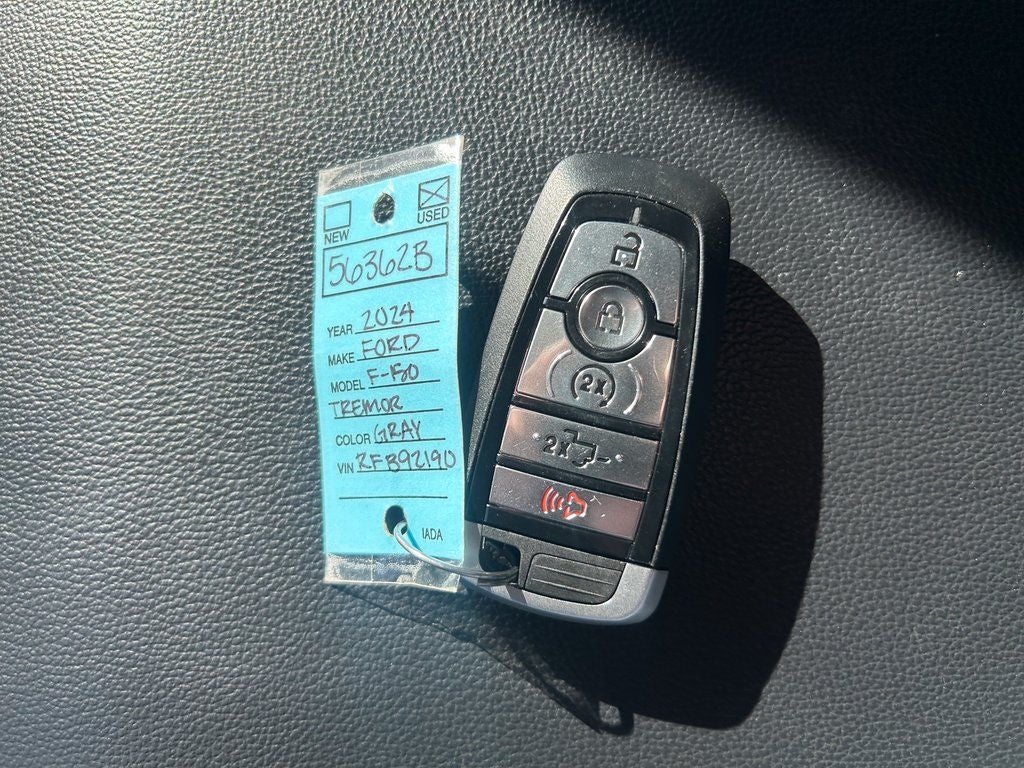 NEW USED
56362B
YEAR 2024
MAKE FORD
MODEL F-150
TREMOR
COLOR GRAY
VIN RFB92190
IADA
2x
2x